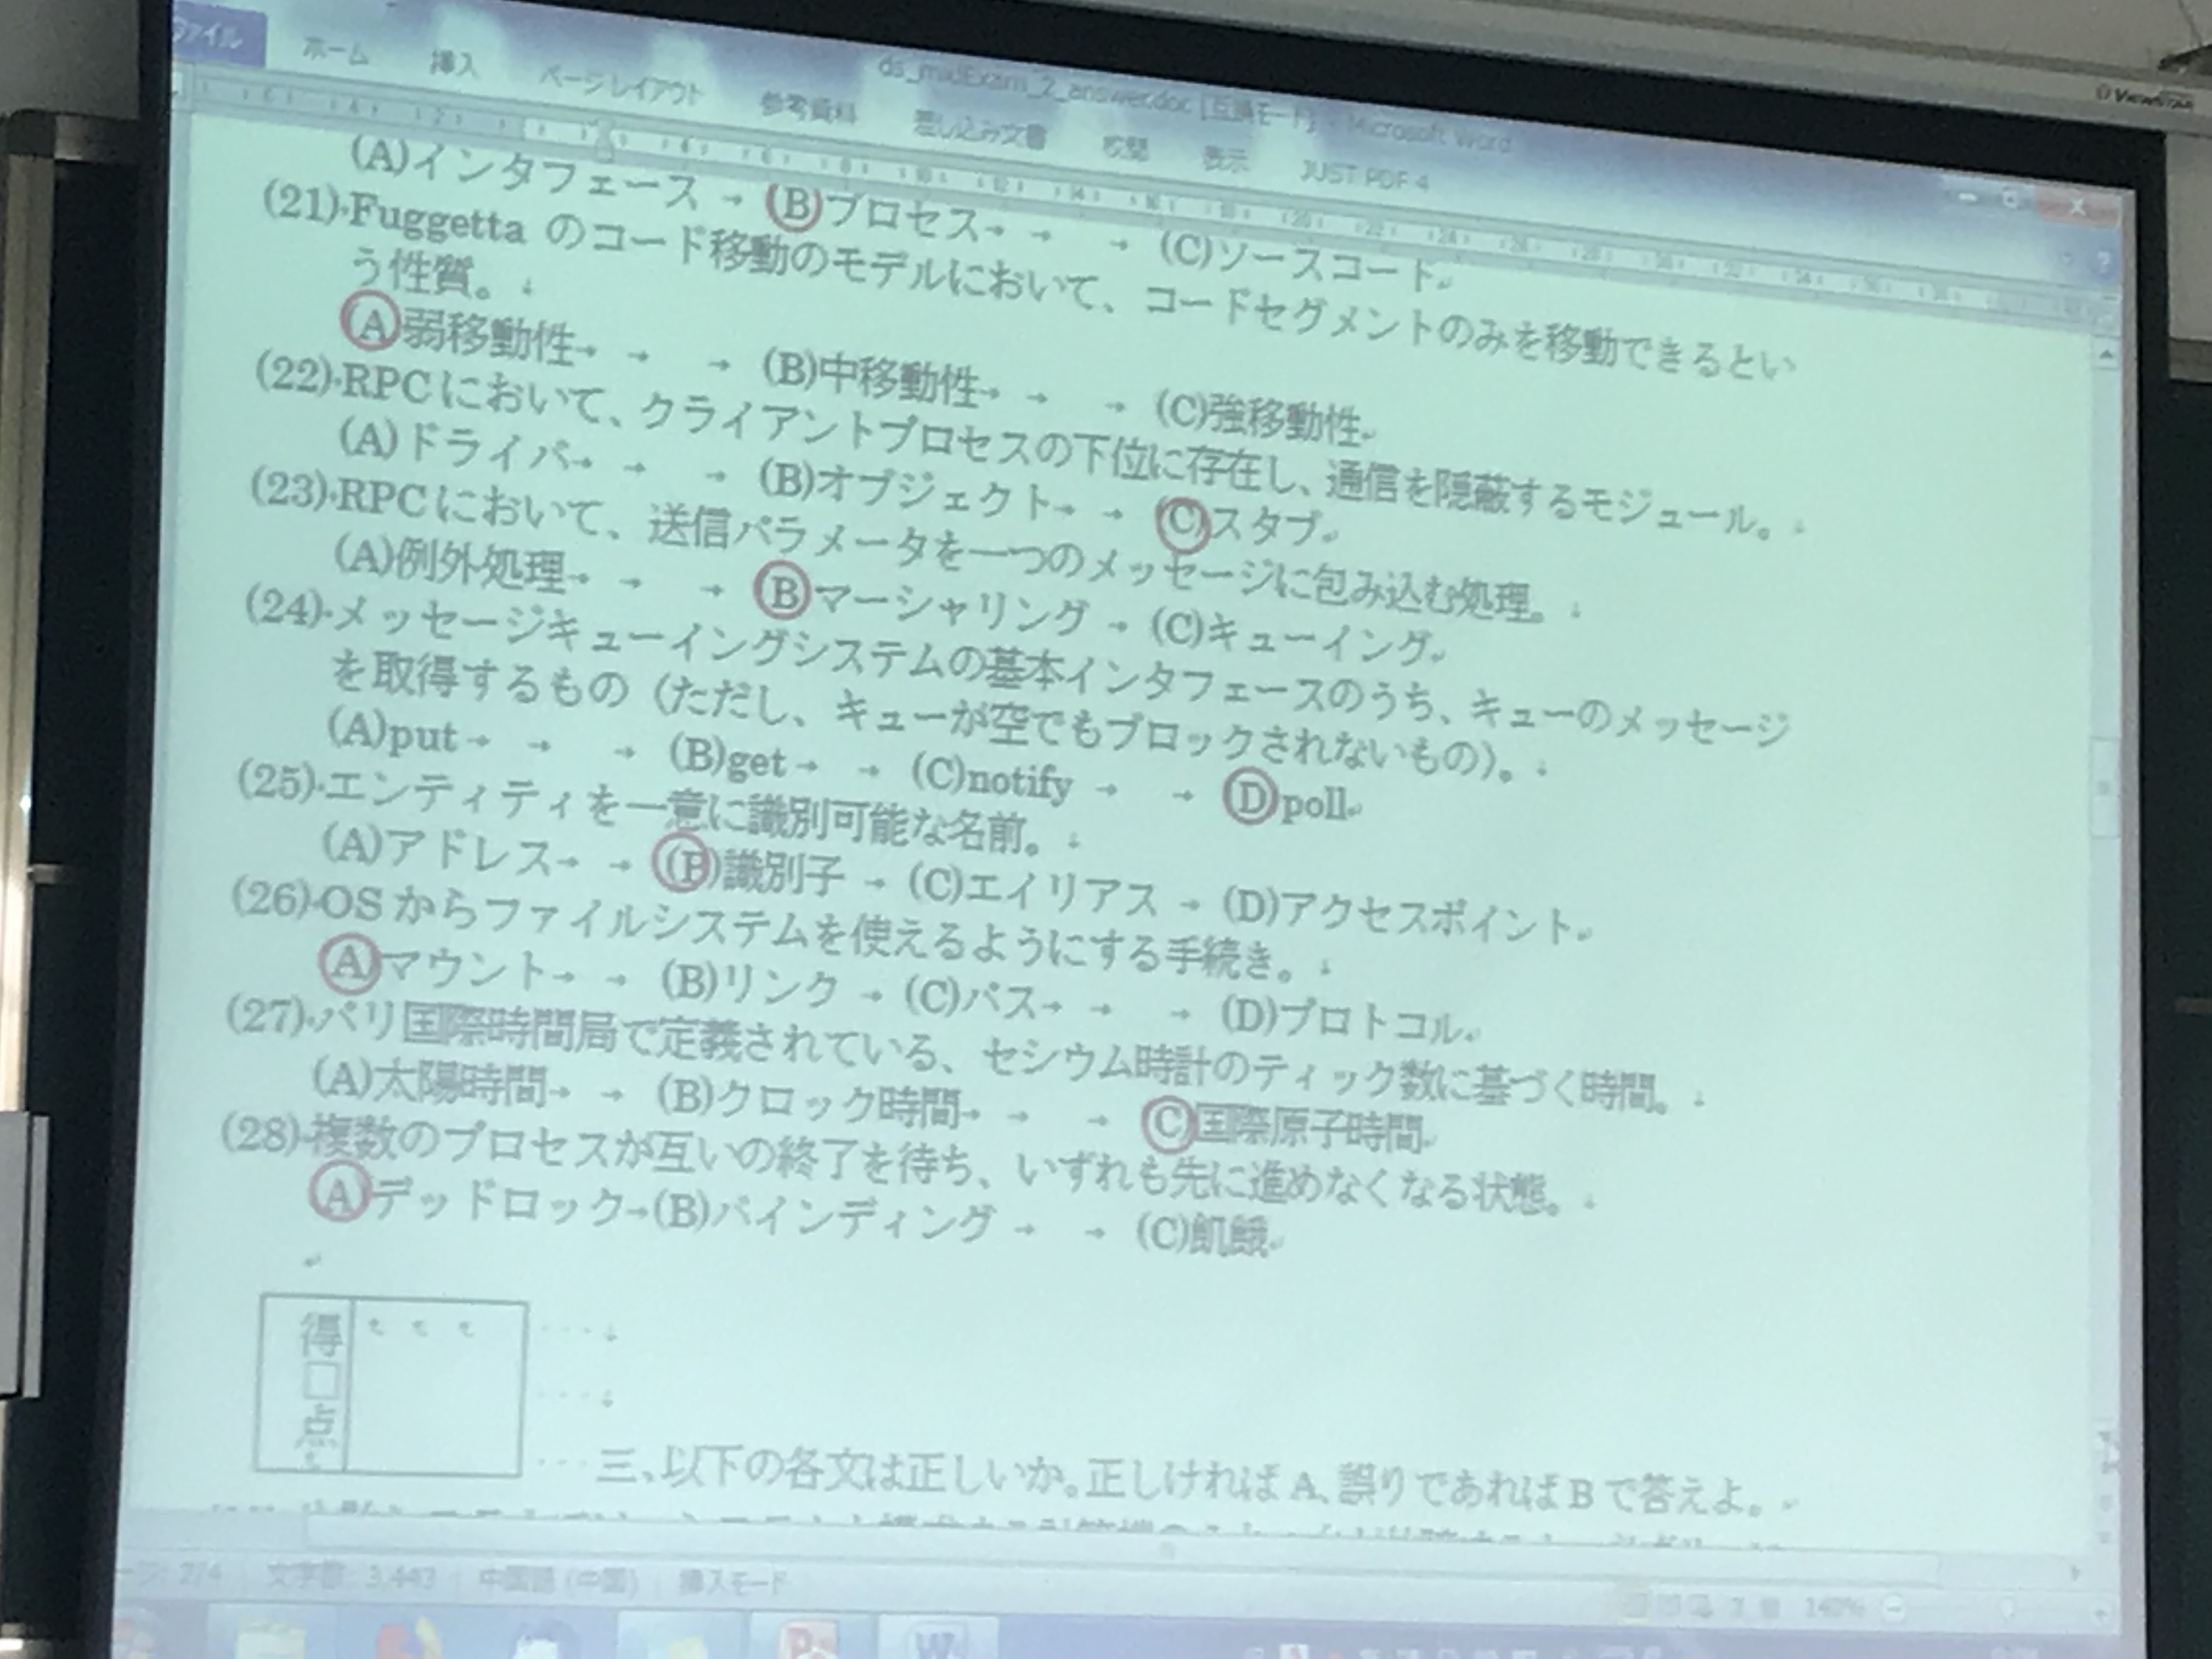 ファイル ホーム 挿入 ページ レイアウト 参考資料 差し込み文書 校閲 表示 JUST PDF 4
ds_midExam_2_answer.doc [互換モード] - Microsoft Word
VIEWSTAR
(A)インタフェース → (B)プロセス→ → → (C)ソースコード
(21)·Fuggetta のコード移動のモデルにおいて、コードセグメントのみを移動できるとい
う性質。↓
(A)弱移動性→ → → (B)中移動性→ → → (C)強移動性
(22)·RPCにおいて、クライアントプロセスの下位に存在し、通信を隠蔽するモジュール。↓
(A)ドライバ→ → → (B)オブジェクト→ → (C)スタブ
(23)·RPCにおいて、送信パラメータを一つのメッセージに包み込む処理。↓
(A)例外処理→ → → (B)マーシャリング → (C)キューイング
(24)·メッセージキューイングシステムの基本インタフェースのうち、キューのメッセージ
を取得するもの（ただし、キューが空でもブロックされないもの）。↓
(A)put→ → → (B)get→ → (C)notify → → (D)poll
(25)·エンティティを一意に識別可能な名前。↓
(A)アドレス→ → (B)識別子 → (C)エイリアス → (D)アクセスポイント
(26)·OSからファイルシステムを使えるようにする手続き。↓
(A)マウント→ → (B)リンク → (C)パス→ → → (D)プロトコル
(27)·パリ国際時間局で定義されている、セシウム時計のティック数に基づく時間。↓
(A)太陽時間→ → (B)クロック時間→ → → (C)国際原子時間
(28)·複数のプロセスが互いの終了を待ち、いずれも先に進めなくなる状態。↓
(A)デッドロック→(B)バインディング → → (C)飢餓
得□点
三、以下の各文は正しいか。正しければ A、誤りであれば B で答えよ。
2/4 文字数: 3,443 中国語 (中国) 挿入モード 140%